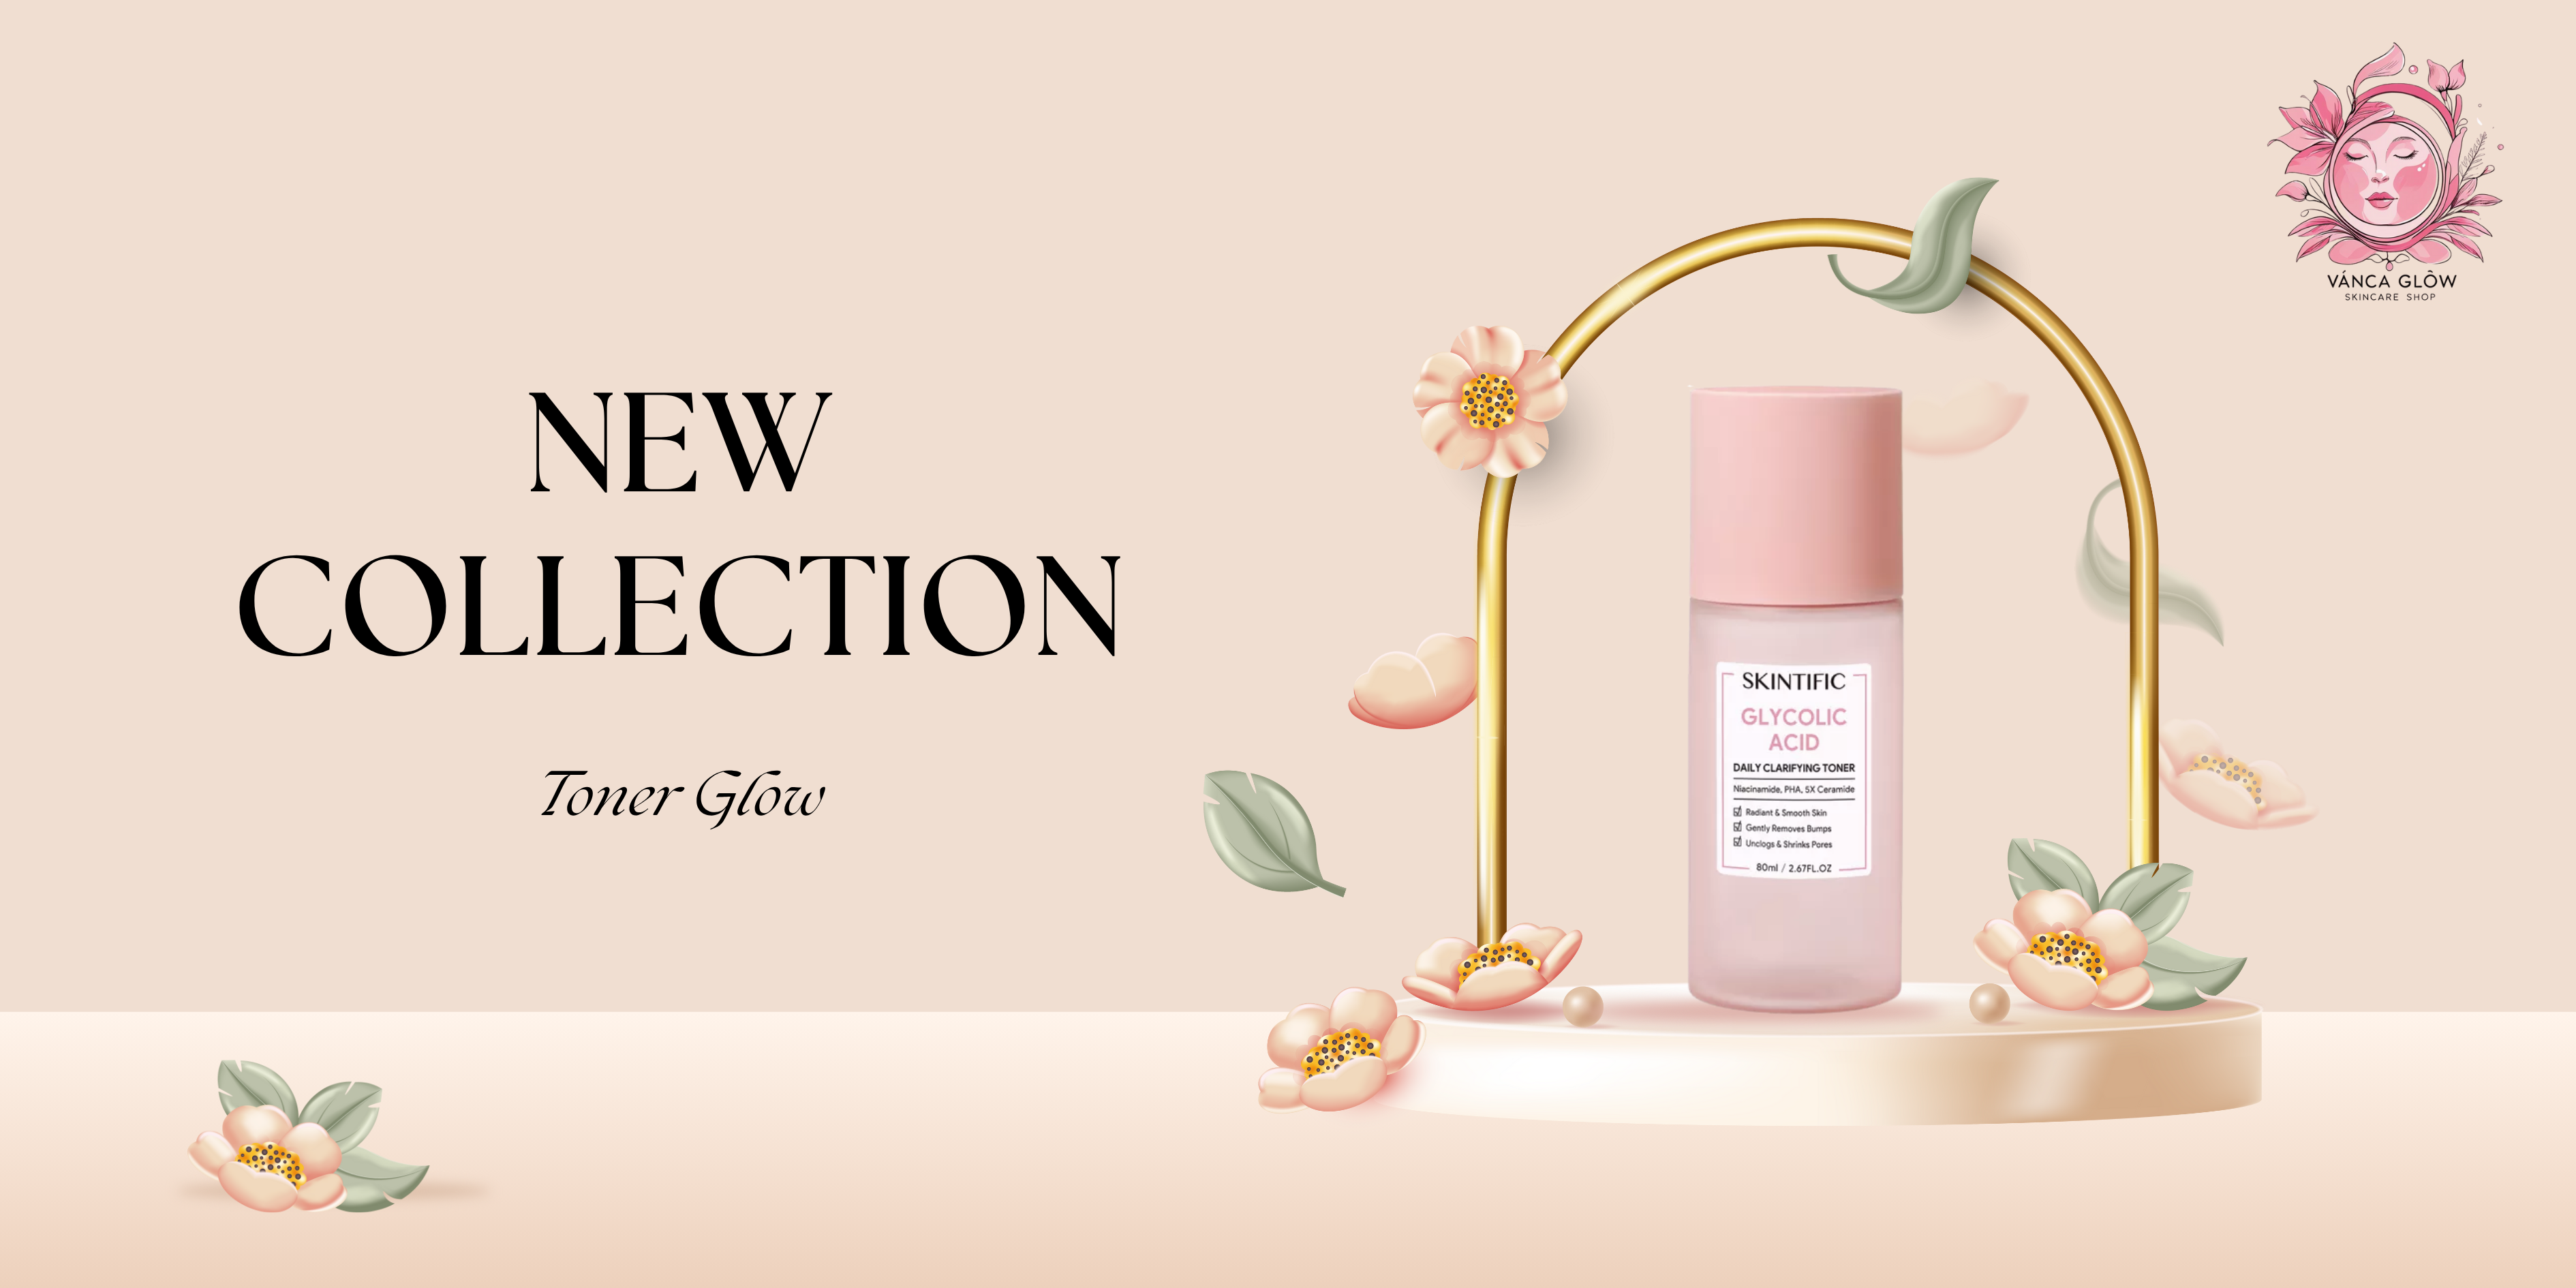 NEW
COLLECTION
Toner Glow
VÁNCA GLÔW
SKINCARE SHOP
SKINTIFIC
GLYCOLIC
ACID
DAILY CLARIFYING TONER
Niacinamide, PHA, 5X Ceramide
Radiant & Smooth Skin
Gently Removes Bumps
Unclogs & Shrinks Pores
80ml / 2.67FL.OZ